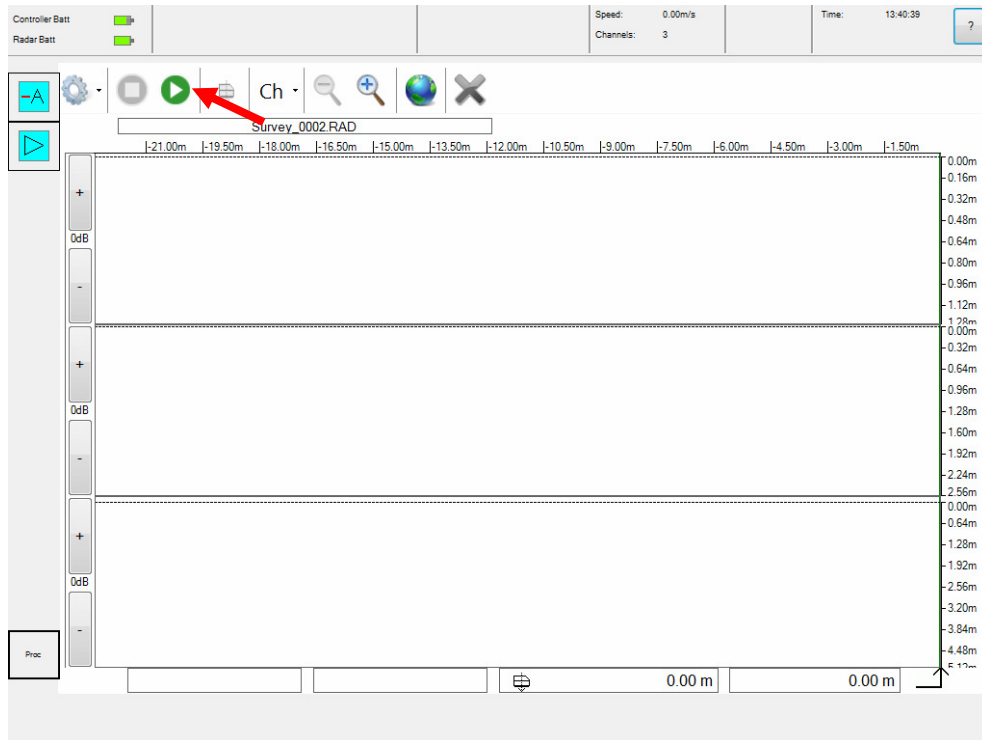 Controller Batt
Radar Batt
Speed: 0.00m/s
Channels: 3
Time: 13:40:39
?
-A
Ch
Survey_0002.RAD
-21.00m -19.50m -18.00m -16.50m -15.00m -13.50m -12.00m -10.50m -9.00m -7.50m -6.00m -4.50m -3.00m -1.50m
+
0dB
-
0.00m
0.16m
0.32m
0.48m
0.64m
0.80m
0.96m
1.12m
1.28m
+
0dB
-
0.00m
0.32m
0.64m
0.96m
1.28m
1.60m
1.92m
2.24m
2.56m
+
0dB
-
0.00m
0.64m
1.28m
1.92m
2.56m
3.20m
3.84m
4.48m
5.12m
Proc
0.00 m
0.00 m